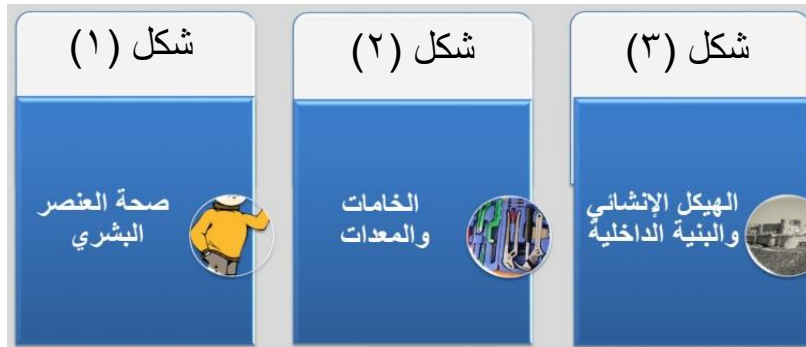 شكل (١)
صحة العنصر
البشري
شكل (٢)
الخامات
والمعدات
شكل (٣)
الهيكل الإنشائي
والبنية الداخلية